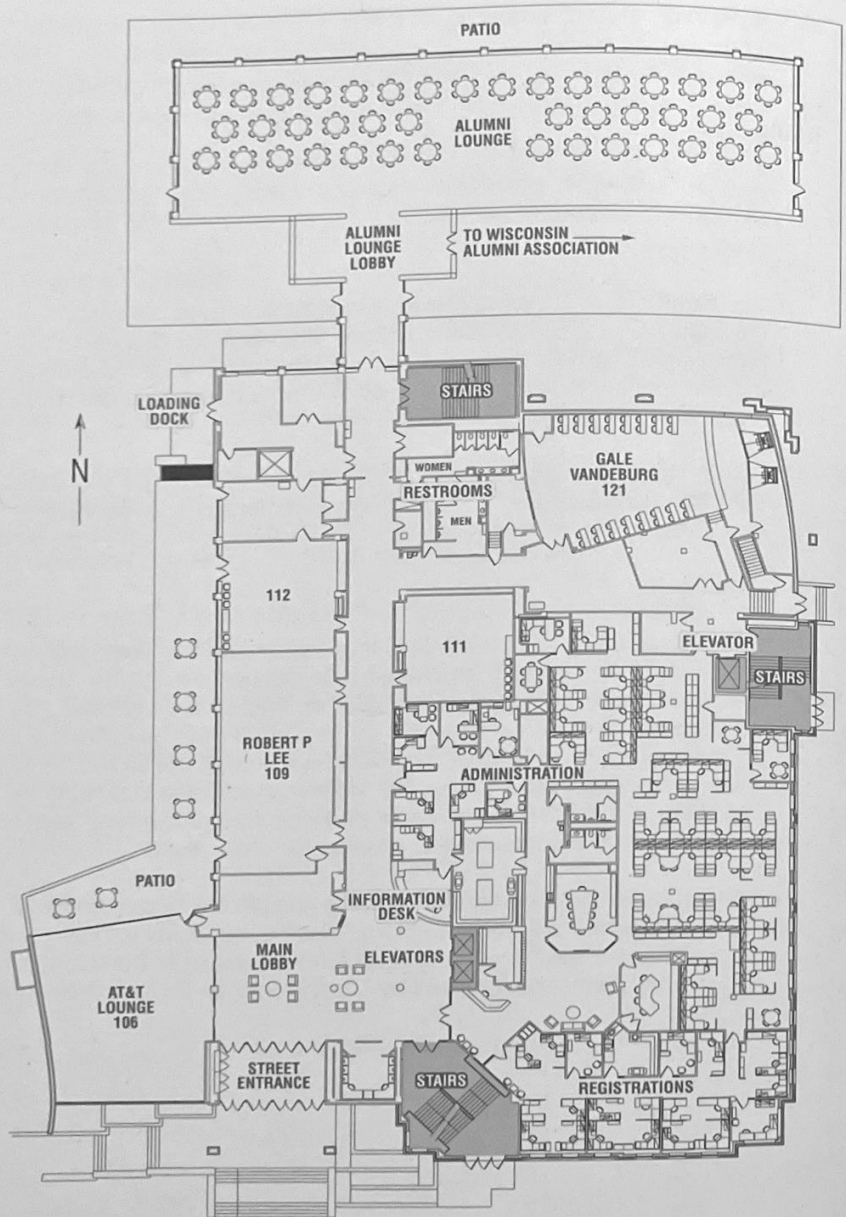 PATIO
ALUMNI
LOUNGE
ALUMNI
LOUNGE
LOBBY
TO WISCONSIN
ALUMNI ASSOCIATION
STAIRS
LOADING
DOCK
N
WOMEN
RESTROOMS
MEN
GALE
VANDEBURG
121
112
111
ELEVATOR
STAIRS
ROBERT P
LEE
109
ADMINISTRATION
PATIO
INFORMATION
DESK
MAIN
LOBBY
ELEVATORS
AT&T
LOUNGE
106
STREET
ENTRANCE
STAIRS
REGISTRATIONS